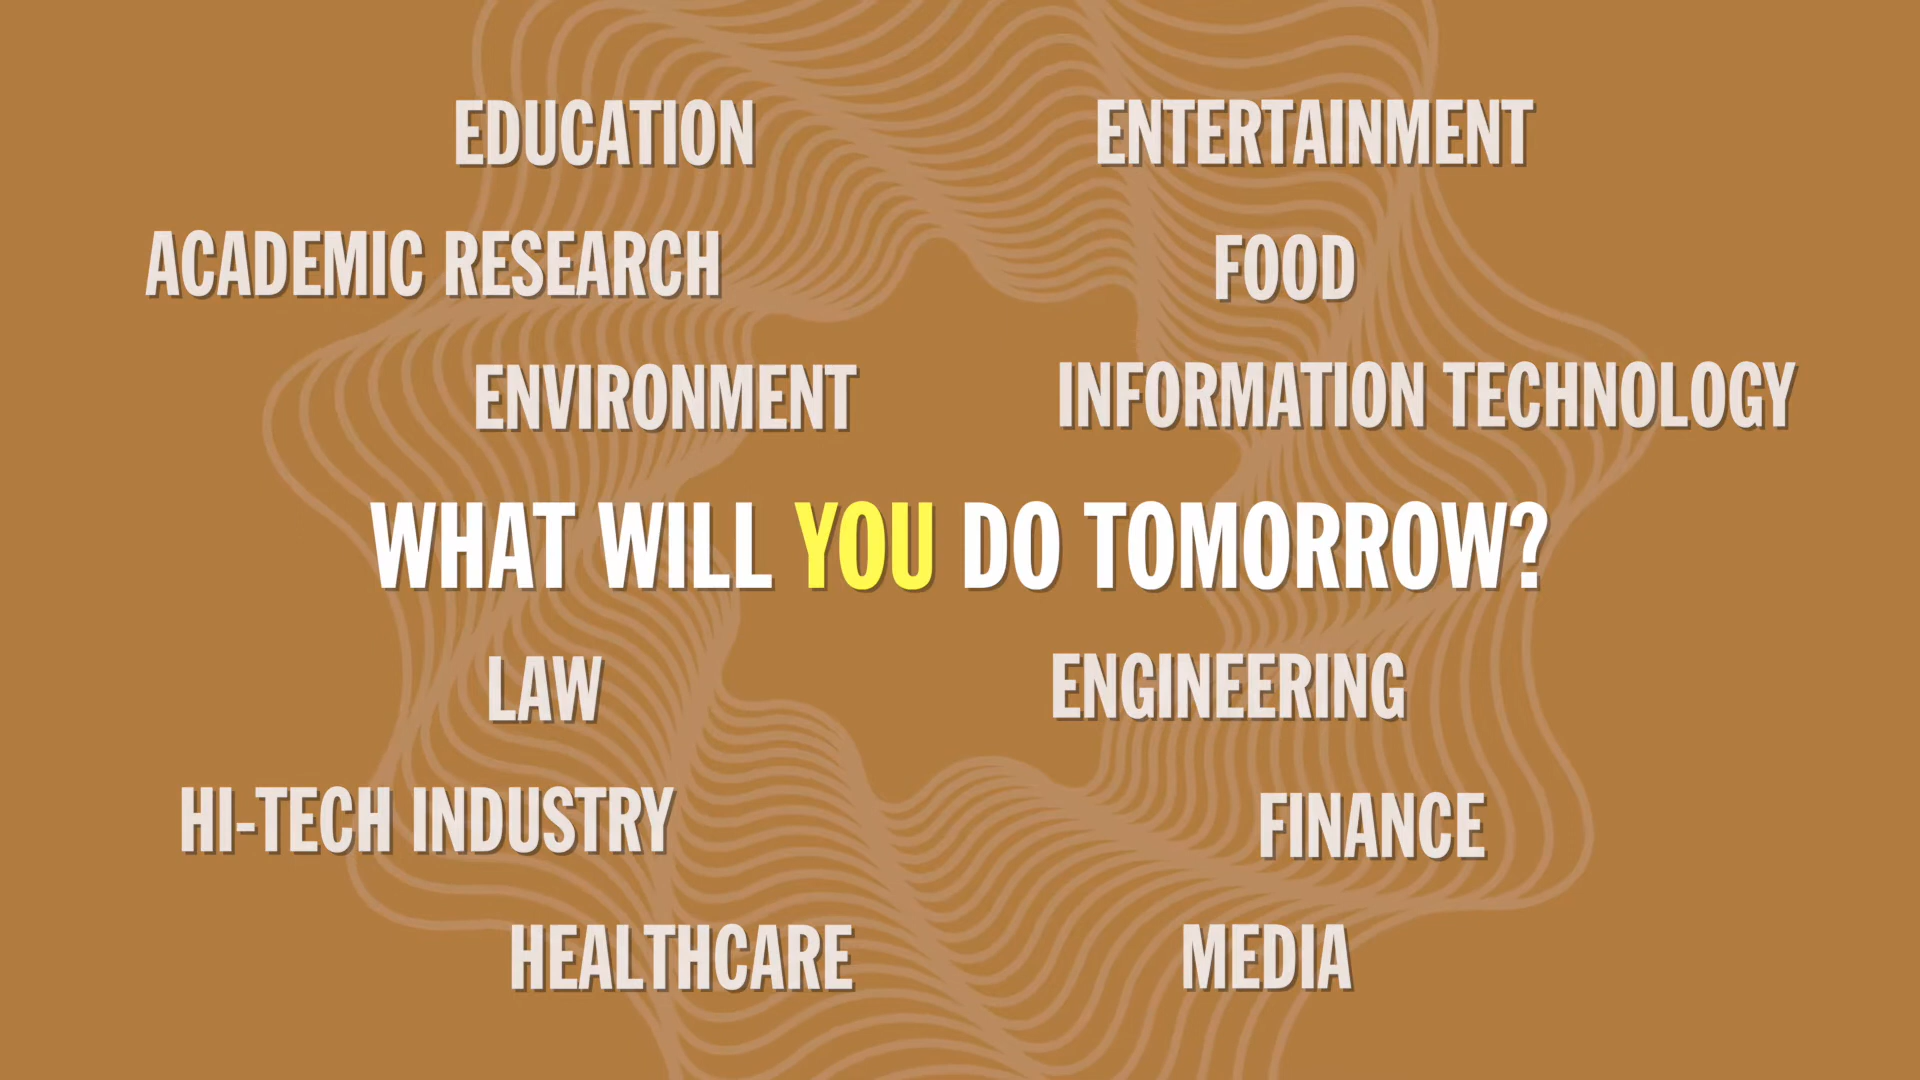 EDUCATION
ENTERTAINMENT
ACADEMIC RESEARCH
FOOD
ENVIRONMENT
INFORMATION TECHNOLOGY
WHAT WILL YOU DO TOMORROW?
LAW
ENGINEERING
HI-TECH INDUSTRY
FINANCE
HEALTHCARE
MEDIA